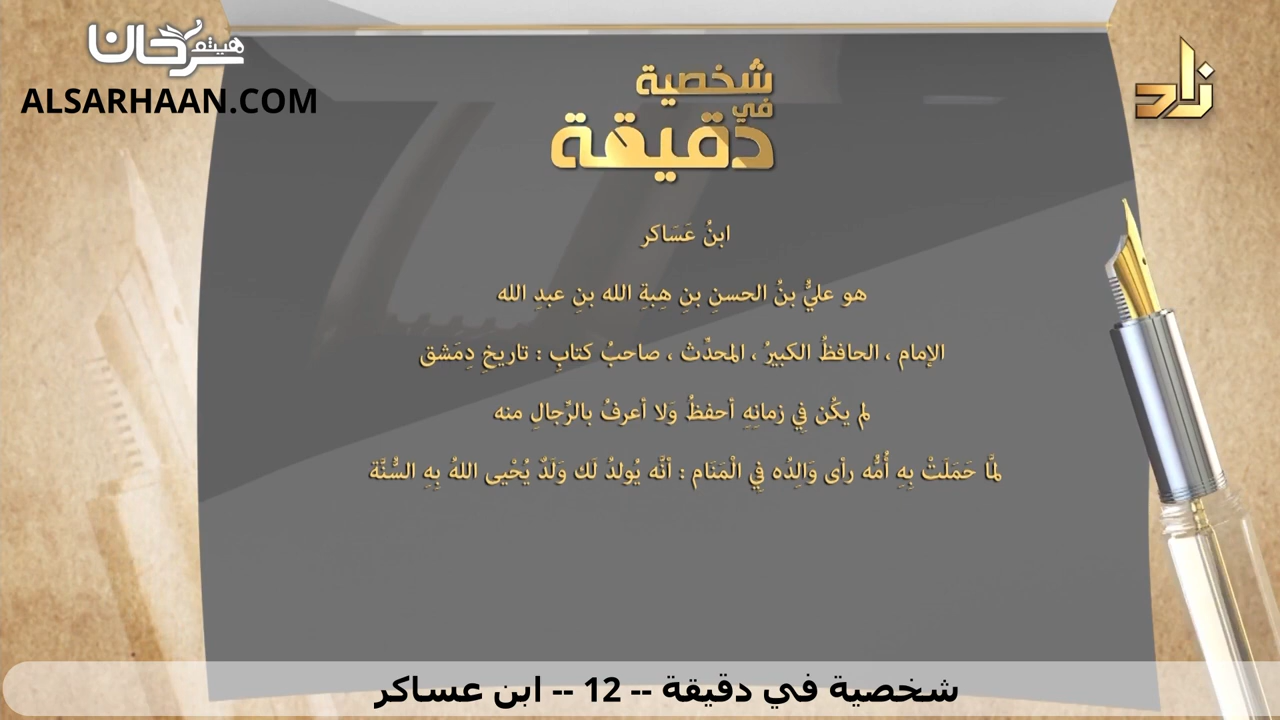 هيثم سرحان
ALSARHAAN.COM
زاد
شخصية
في
دقيقة
ابنُ عَسَاكر
هو عليُّ بنُ الحسنِ بنِ هِبةِ الله بنِ عبدِ الله
الإمام ، الحافظُ الكبيرُ ، المحدِّثُ ، صاحبُ كتابِ : تاريخِ دِمَشق
لم يكُن فِي زمانِهِ أحفظُ وَلا أعرفُ بالرِّجالِ منه
لمَّا حَمَلَتْ بِهِ أُمُّه رأى وَالِدُه فِي الْمَنَام : أنَّه يُولدُ لَك وَلَدٌ يُحْيى اللهُ بِهِ السُّنَّة
شخصية في دقيقة -- 12 -- ابن عساكر